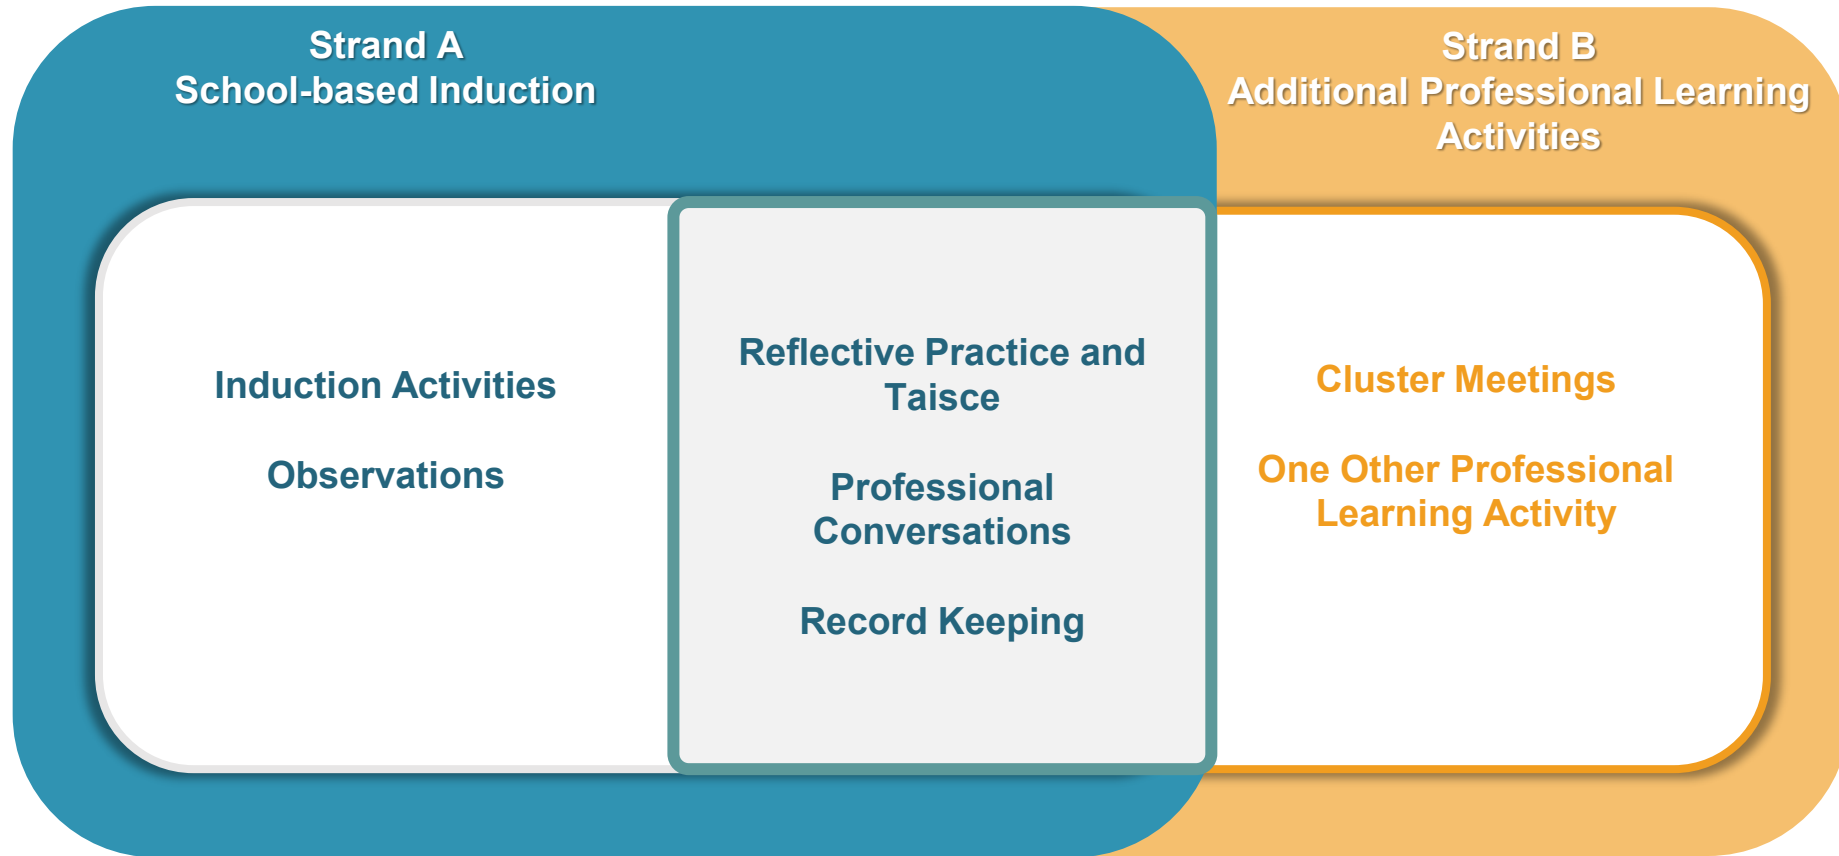 Strand A
School-based Induction
Strand B
Additional Professional Learning
Activities
Induction Activities
Observations
Reflective Practice and
Taisce
Professional
Conversations
Record Keeping
Cluster Meetings
One Other Professional
Learning Activity